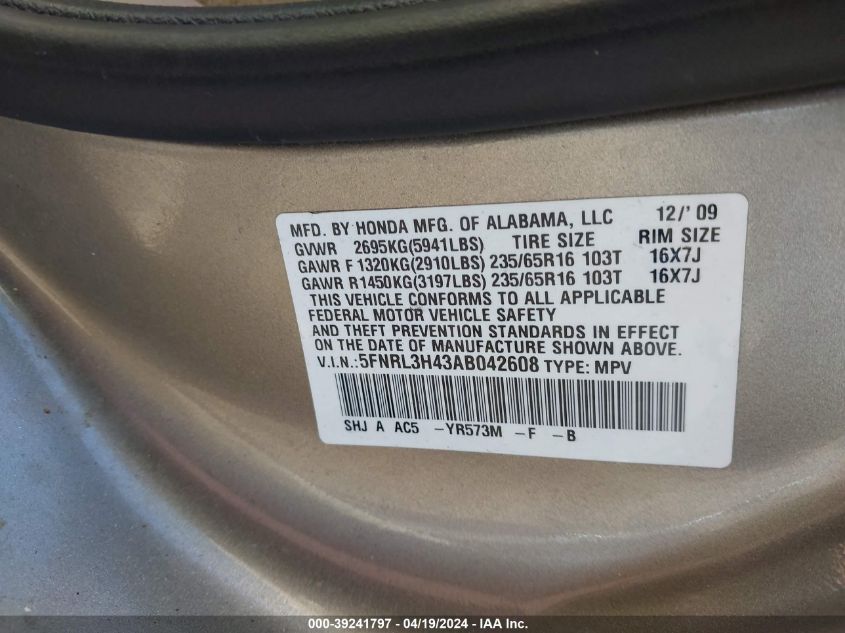 MFD. BY HONDA MFG. OF ALABAMA, LLC 12/'09
GVWR 2695KG(5941LBS) TIRE SIZE RIM SIZE
GAWR F 1320KG(2910LBS) 235/65R16 103T 16X7J
GAWR R1450KG(3197LBS) 235/65R16 103T 16X7J
THIS VEHICLE CONFORMS TO ALL APPLICABLE
FEDERAL MOTOR VEHICLE SAFETY
AND THEFT PREVENTION STANDARDS IN EFFECT
ON THE DATE OF MANUFACTURE SHOWN ABOVE.
V.I.N.:5FNRL3H43AB042608 TYPE: MPV
SHJ A AC5 -YR573M -F -B
000-39241797 - 04/19/2024 - IAA Inc.